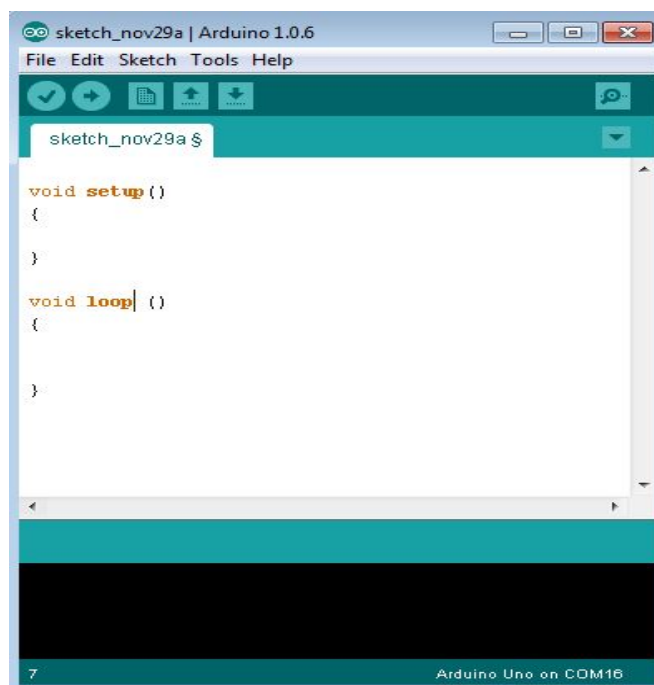 sketch_nov29a | Arduino 1.0.6
File Edit Sketch Tools Help
sketch_nov29a §
void setup()
{
}
void loop ()
{
}
7 Arduino Uno on COM16